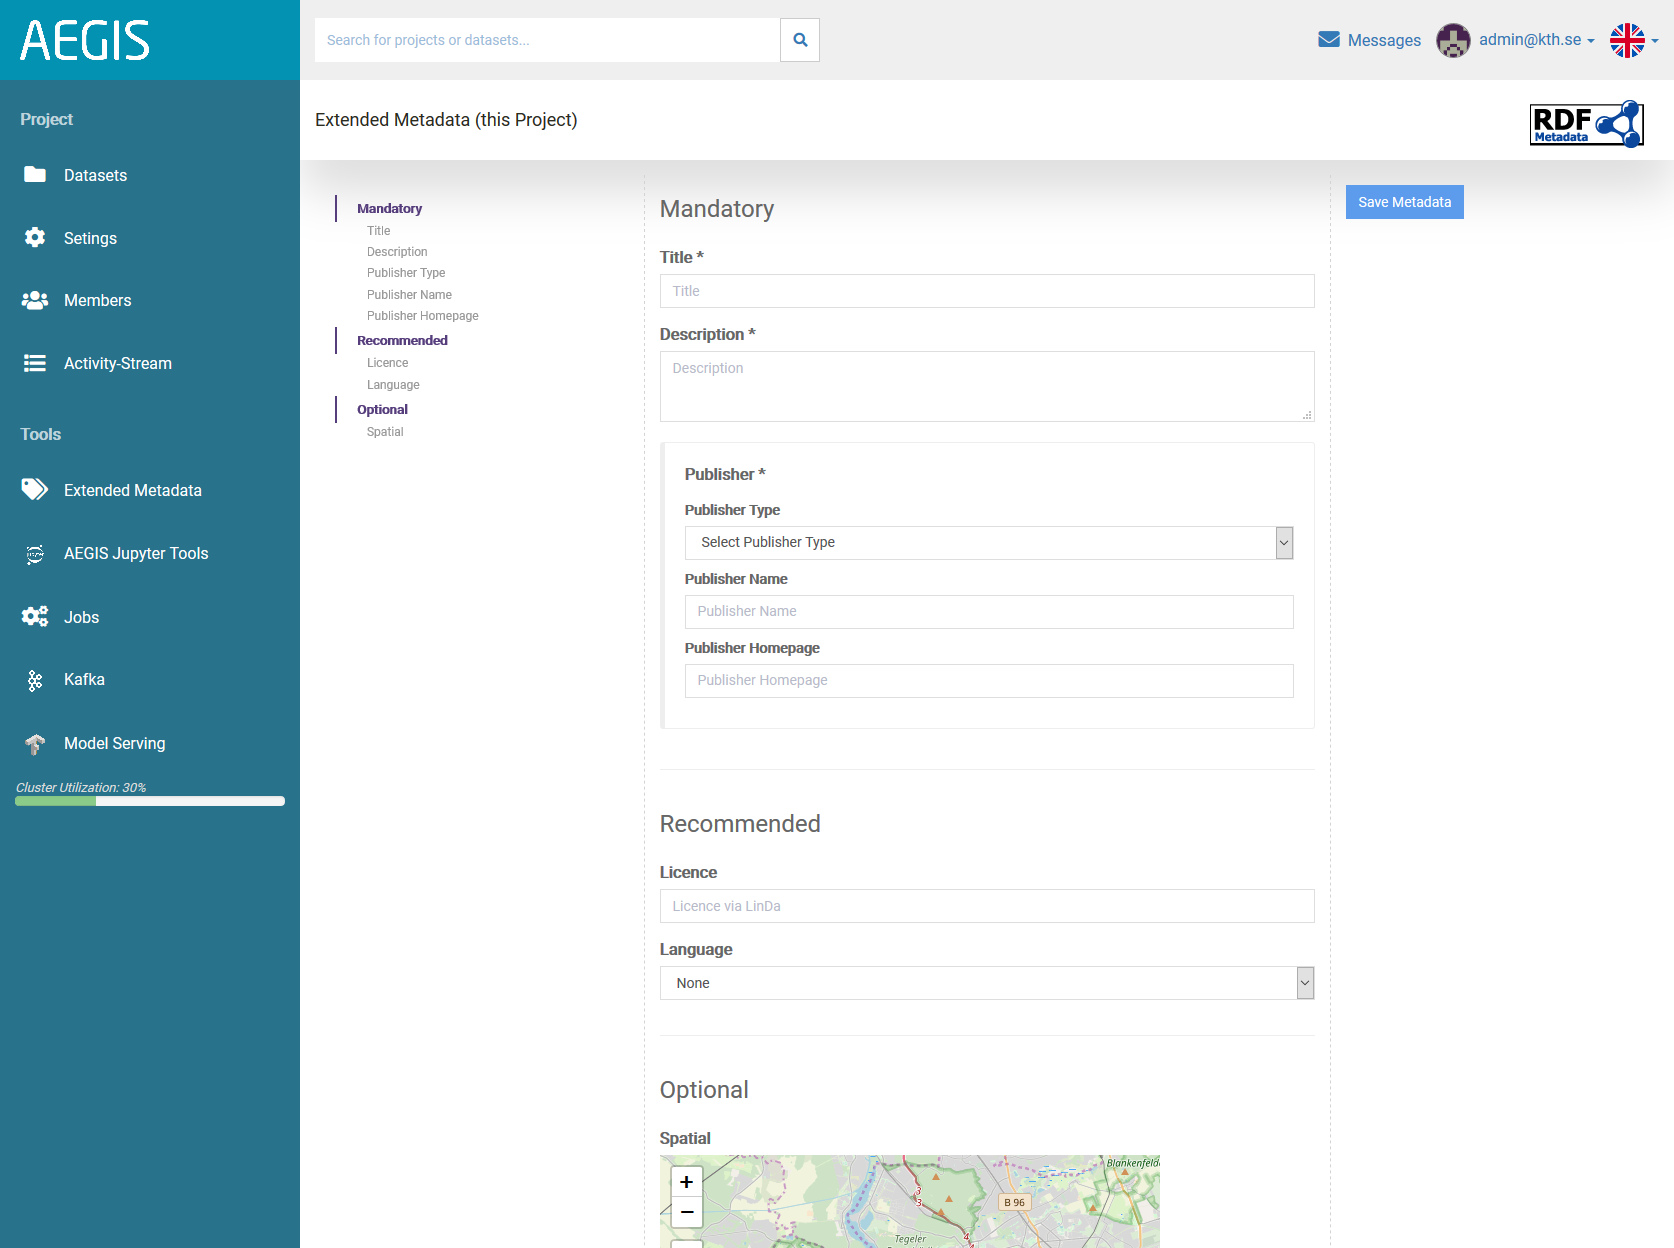 AEGIS
Search for projects or datasets...
Messages
admin@kth.se
Project
Datasets
Setings
Members
Activity-Stream
Tools
Extended Metadata
AEGIS Jupyter Tools
Jobs
Kafka
Model Serving
Cluster Utilization: 30%
Extended Metadata (this Project)
RDF
Metadata
Mandatory
Title
Description
Publisher Type
Publisher Name
Publisher Homepage
Recommended
Licence
Language
Optional
Spatial
Mandatory
Title *
Title
Description *
Description
Publisher *
Publisher Type
Select Publisher Type
Publisher Name
Publisher Name
Publisher Homepage
Publisher Homepage
Recommended
Licence
Licence via LinDa
Language
None
Optional
Spatial
+
−
Blankenfelde
3
3
B 96
4
Tegeler
Save Metadata